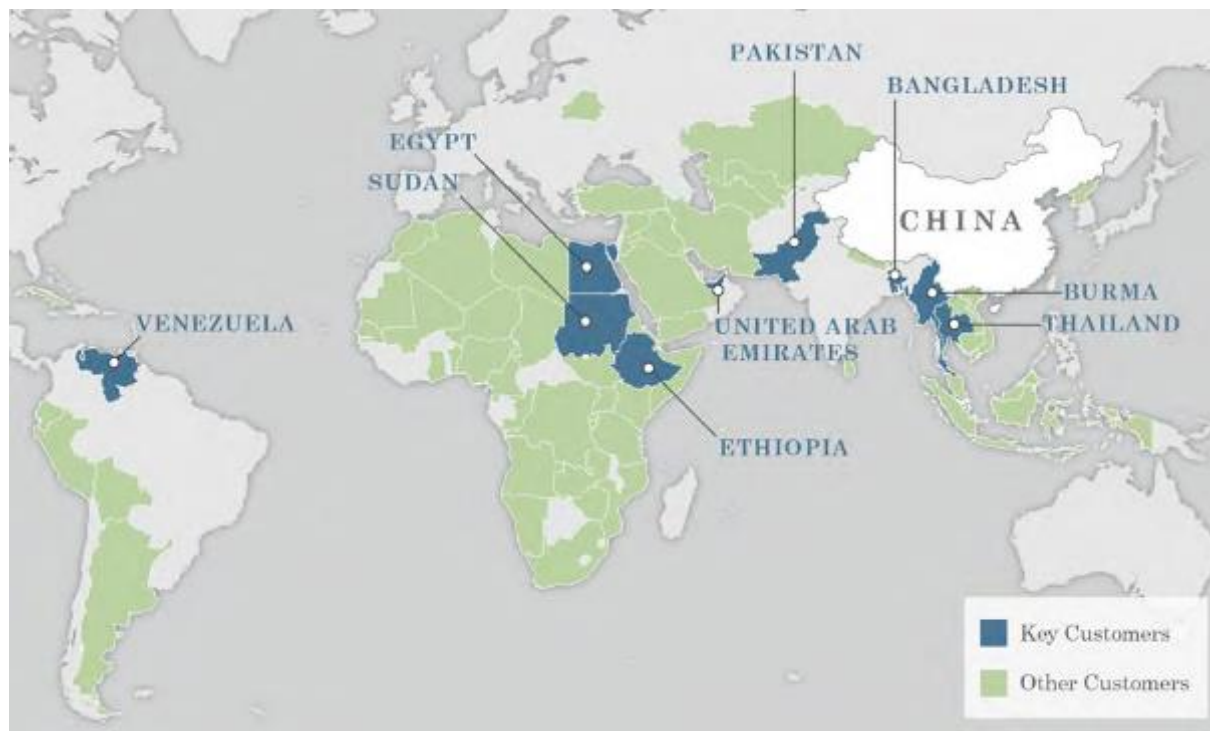 PAKISTAN
BANGLADESH
EGYPT
SUDAN
CHINA
VENEZUELA
UNITED ARAB
EMIRATES
BURMA
THAILAND
ETHIOPIA
Key Customers
Other Customers